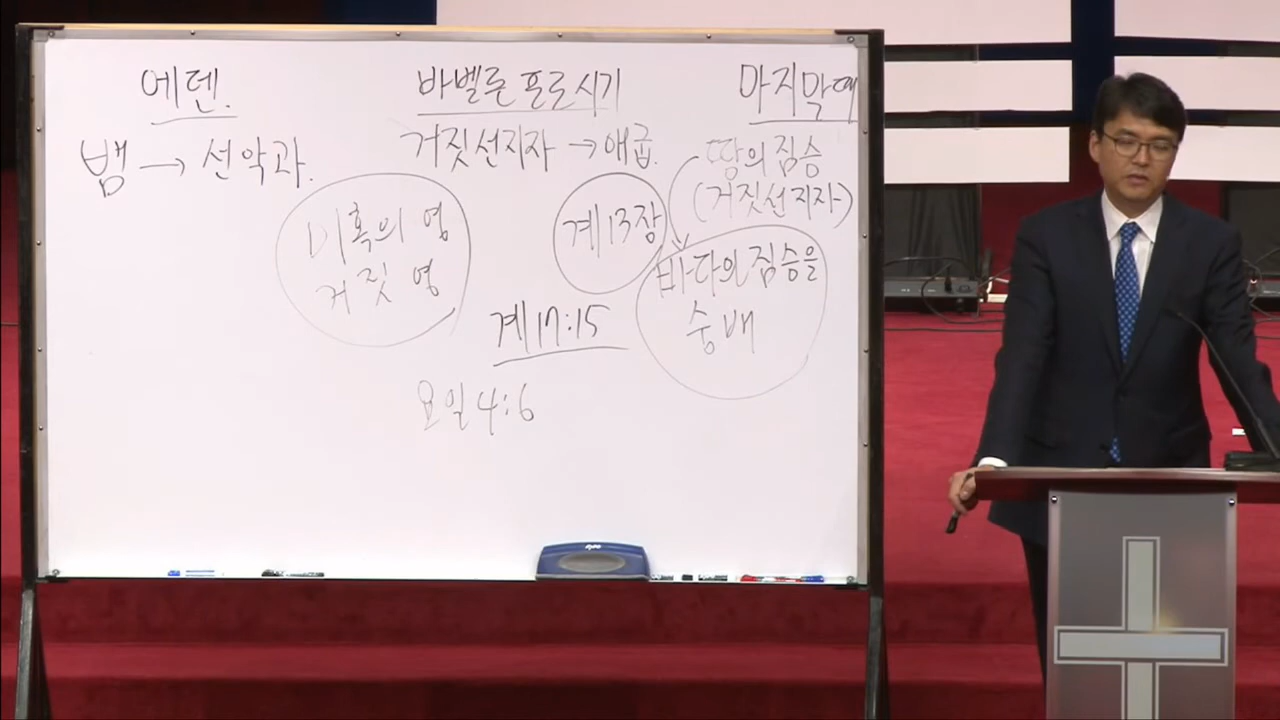 에덴.
뱀 → 선악과.
바벨론 포로시기
거짓선지자 → 애굽.
마지막때
땅의 짐승
(거짓선지자)
미혹의 영
거짓 영
계13장
바다의 짐승을
숭배
계17:15
요일4:6
expo